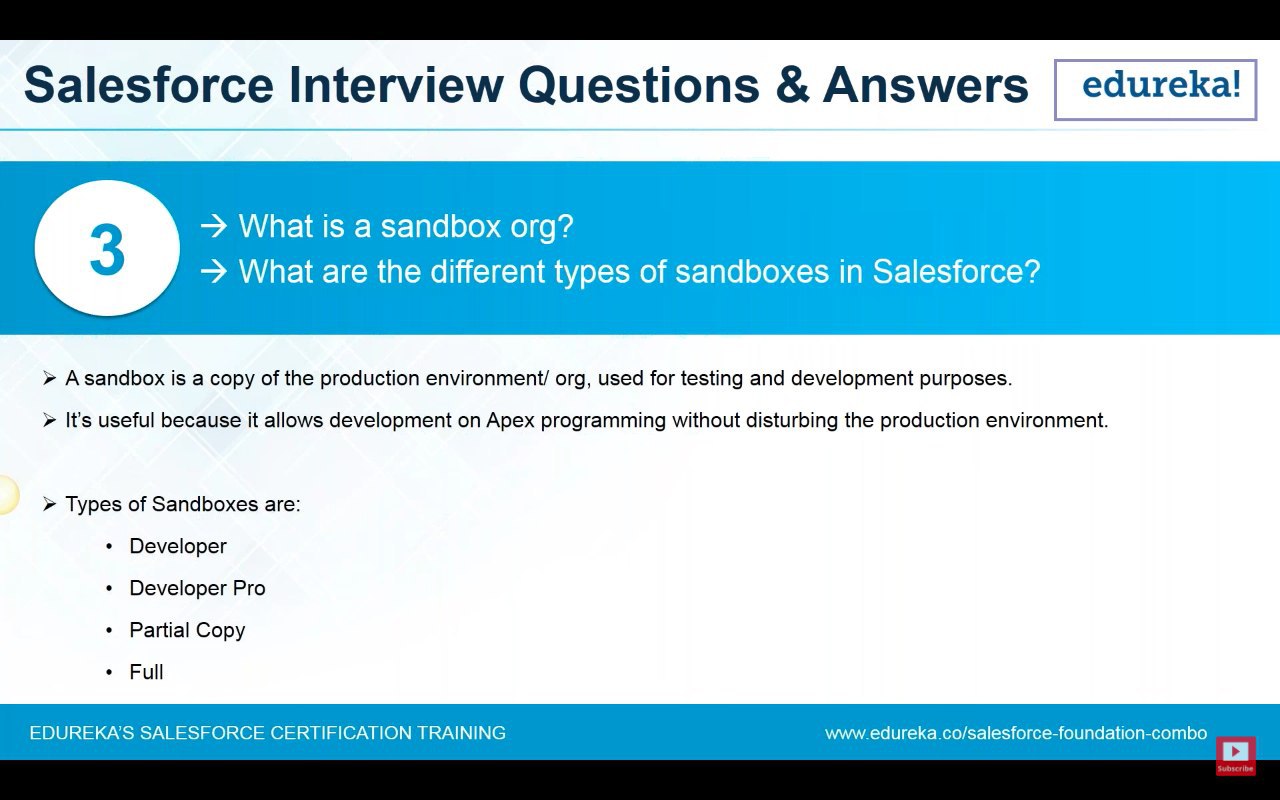 Salesforce Interview Questions & Answers
edureka!
3
→ What is a sandbox org?
→ What are the different types of sandboxes in Salesforce?
➢ A sandbox is a copy of the production environment/ org, used for testing and development purposes.
➢ It’s useful because it allows development on Apex programming without disturbing the production environment.
➢ Types of Sandboxes are:
• Developer
• Developer Pro
• Partial Copy
• Full
EDUREKA’S SALESFORCE CERTIFICATION TRAINING
www.edureka.co/salesforce-foundation-combo
Subscribe